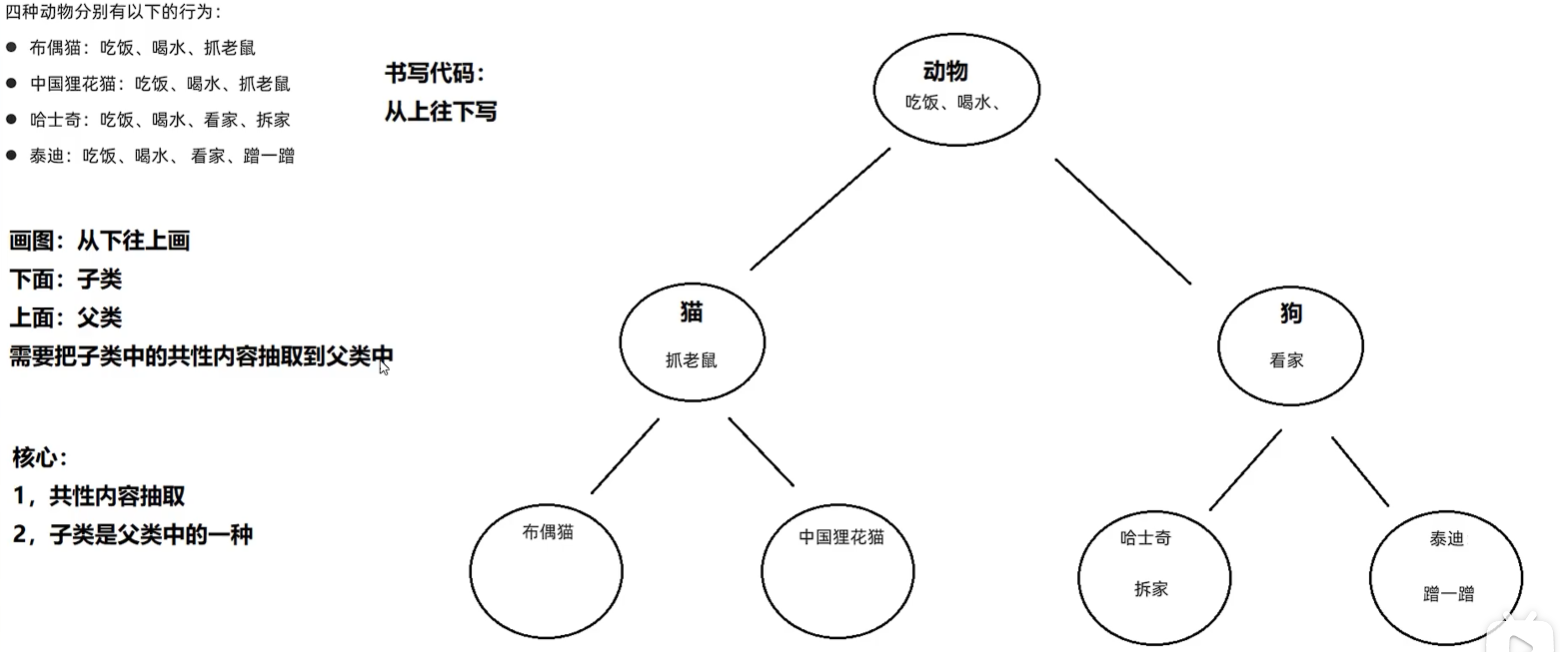 四种动物分别有以下的行为：
● 布偶猫：吃饭、喝水、抓老鼠
● 中国狸花猫：吃饭、喝水、抓老鼠
● 哈士奇：吃饭、喝水、看家、拆家
● 泰迪：吃饭、喝水、 看家、蹭一蹭
书写代码：
从上往下写
画图：从下往上画
下面：子类
上面：父类
需要把子类中的共性内容抽取到父类中
核心：
1，共性内容抽取
2，子类是父类中的一种
动物
吃饭、喝水、
猫
抓老鼠
狗
看家
布偶猫
中国狸花猫
哈士奇
拆家
泰迪
蹭一蹭